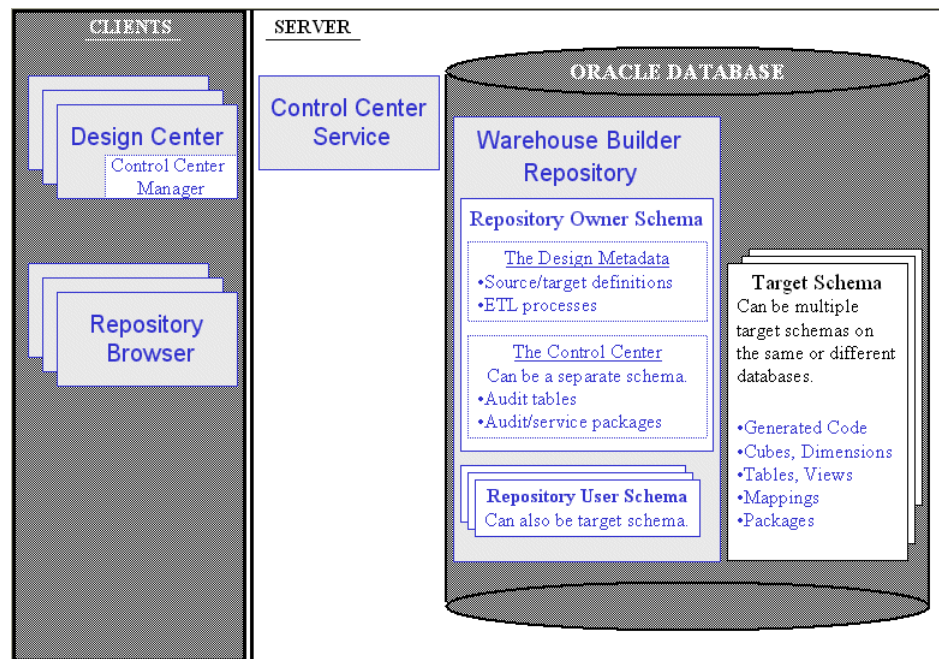 CLIENTS
Design Center
Control Center
Manager
Repository
Browser
SERVER
Control Center
Service
ORACLE DATABASE
Warehouse Builder
Repository
Repository Owner Schema
The Design Metadata
•Source/target definitions
•ETL processes
The Control Center
Can be a separate schema.
•Audit tables
•Audit/service packages
Repository User Schema
Can also be target schema.
Target Schema
Can be multiple
target schemas on
the same or different
databases.
•Generated Code
•Cubes, Dimensions
•Tables, Views
•Mappings
•Packages